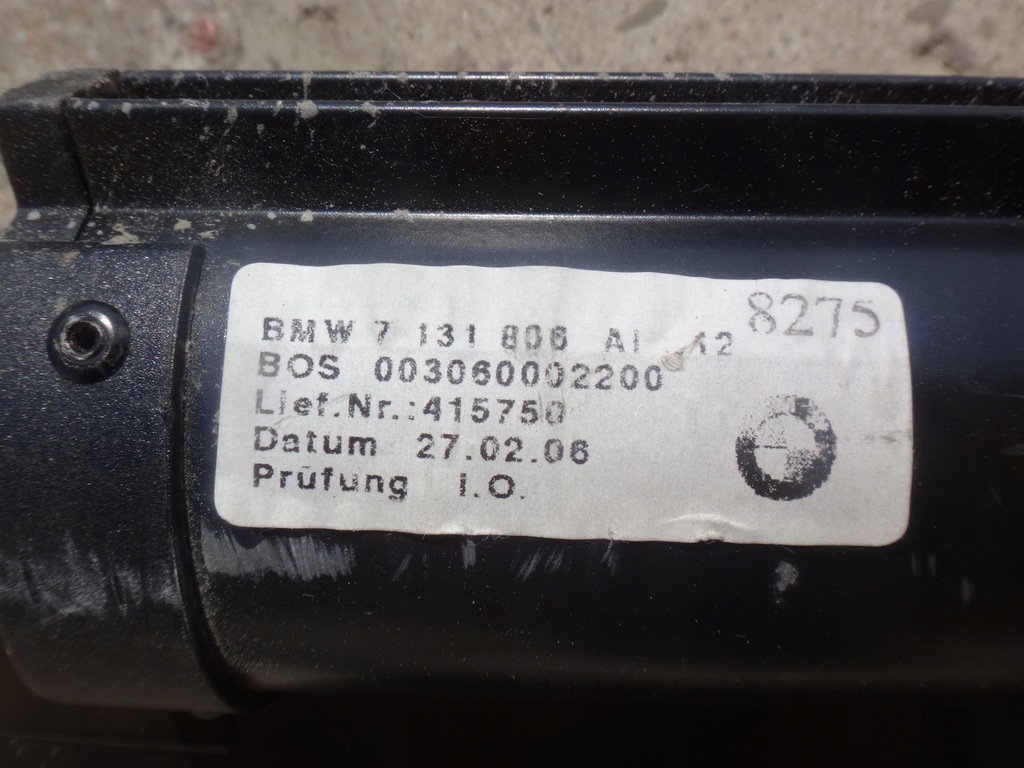 8275
BMW 7 131 806 AI 12
BOS 003060002200
Lief.Nr.:415750
Datum 27.02.06
Prüfung I.O.